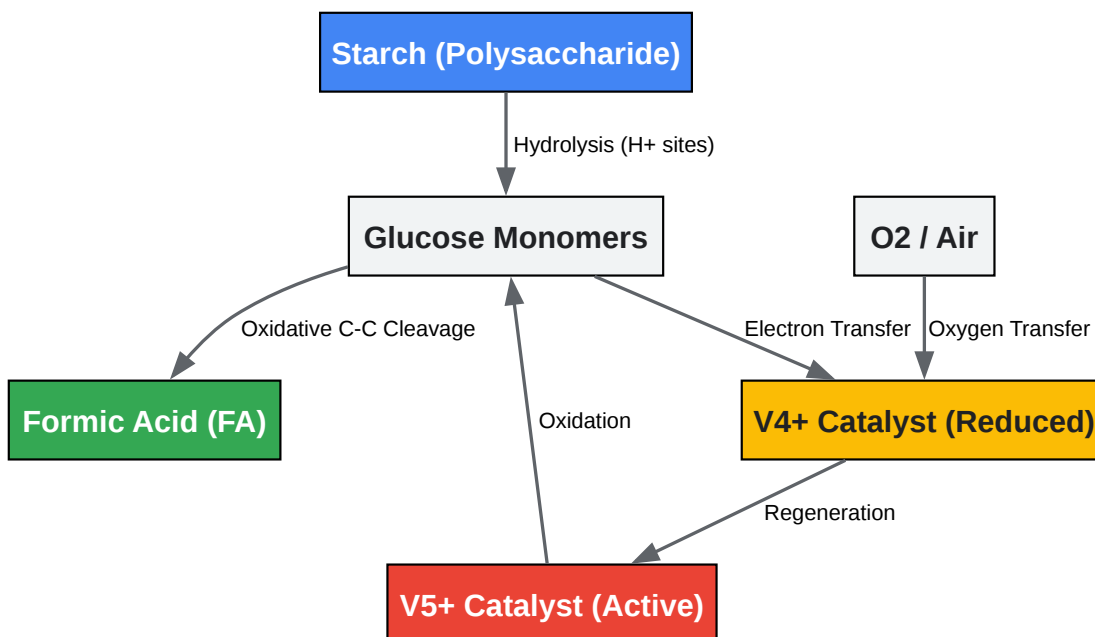 Starch (Polysaccharide)
Hydrolysis (H+ sites)
Glucose Monomers
O2 / Air
Oxidative C-C Cleavage
Electron Transfer
Oxygen Transfer
Formic Acid (FA)
V4+ Catalyst (Reduced)
Oxidation
Regeneration
V5+ Catalyst (Active)